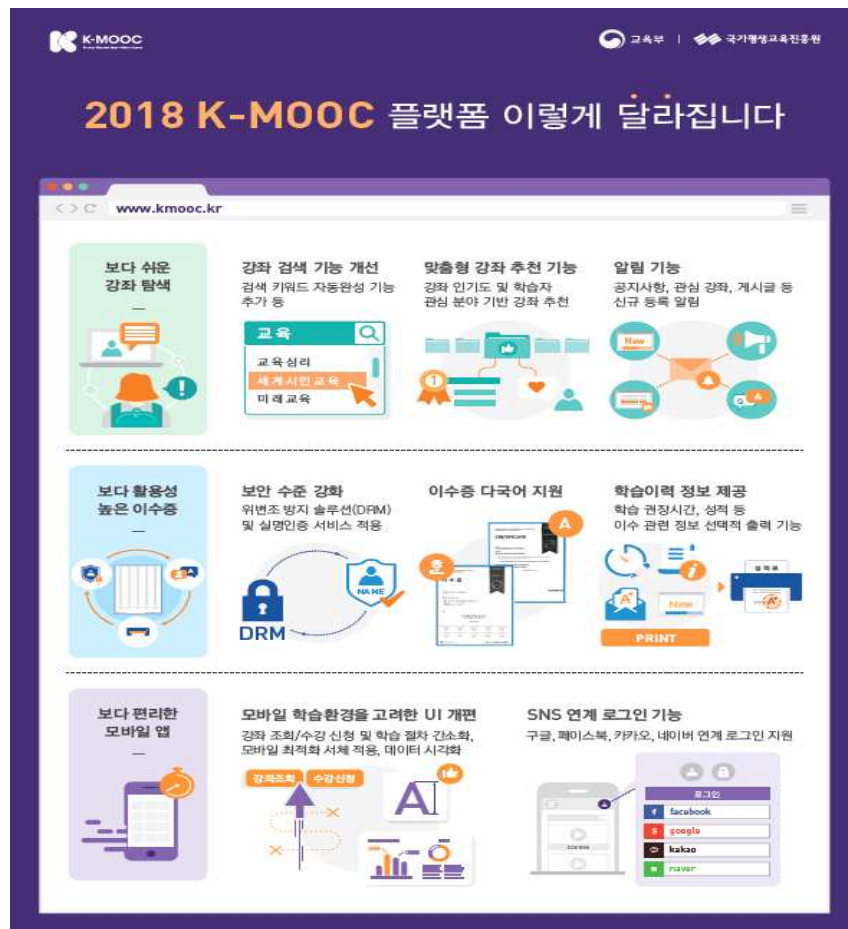 K-MOOC
교육부 | 국가평생교육진흥원
2018 K-MOOC 플랫폼 이렇게 달라집니다
www.kmooc.kr
보다 쉬운
강좌 탐색
강좌 검색 기능 개선
검색 키워드 자동완성 기능
추가 등
교육
교육심리
세계시민교육
미래교육
맞춤형 강좌 추천 기능
강좌 인기도 및 학습자
관심 분야 기반 강좌 추천
1
알림 기능
공지사항, 관심 강좌, 게시글 등
신규 등록 알림
New
Q A
보다 활용성
높은 이수증
보안 수준 강화
위변조 방지 솔루션(DRM)
및 실명인증 서비스 적용
DRM
NAME
이수증 다국어 지원
A
이수증
CERTIFICATE
학습이력 정보 제공
학습 권장시간, 성적 등
이수 관련 정보 선택적 출력 기능
A+
New
PRINT
성적표
A+
보다 편리한
모바일 앱
모바일 학습환경을 고려한 UI 개편
강좌 조회/수강 신청 및 학습 절차 간소화,
모바일 최적화 서체 적용, 데이터 시각화
강좌조회
수강신청
A
SNS 연계 로그인 기능
구글, 페이스북, 카카오, 네이버 연계 로그인 지원
로그인
facebook
google
kakao
naver